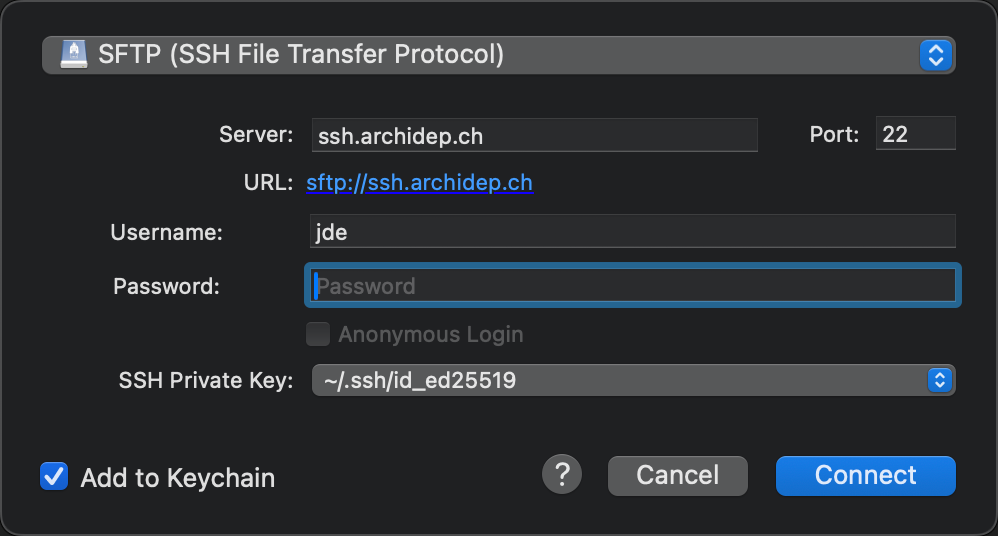 SFTP (SSH File Transfer Protocol)
Server: ssh.archidep.ch Port: 22
URL: sftp://ssh.archidep.ch
Username: jde
Password: Password
Anonymous Login
SSH Private Key: ~/.ssh/id_ed25519
Add to Keychain ? Cancel Connect